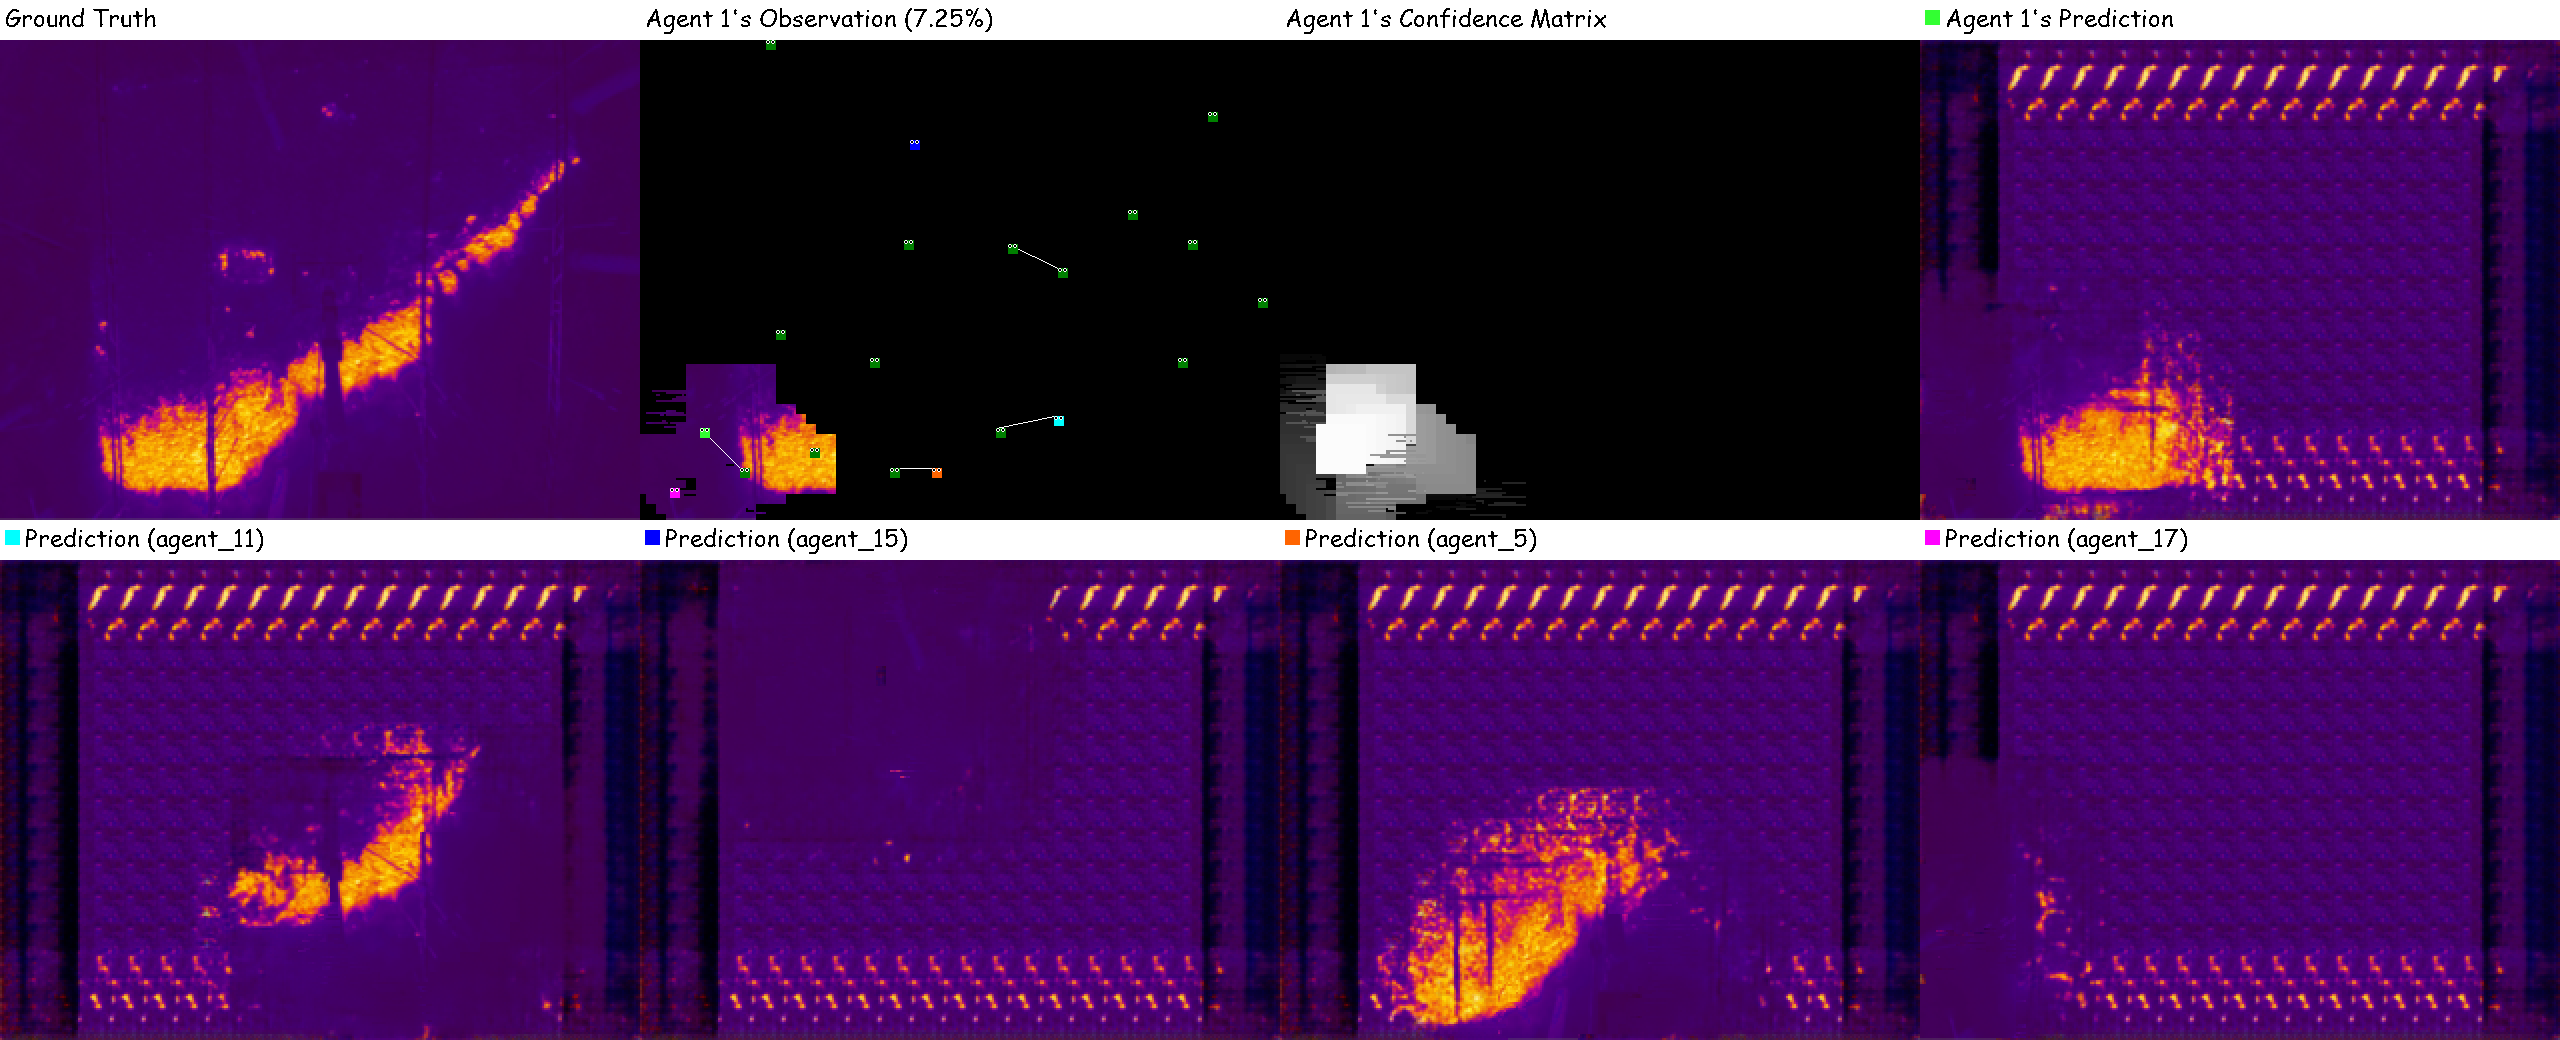 Ground Truth
Agent 1's Observation (7.25%)
Agent 1's Confidence Matrix
Agent 1's Prediction
Prediction (agent_11)
Prediction (agent_15)
Prediction (agent_5)
Prediction (agent_17)